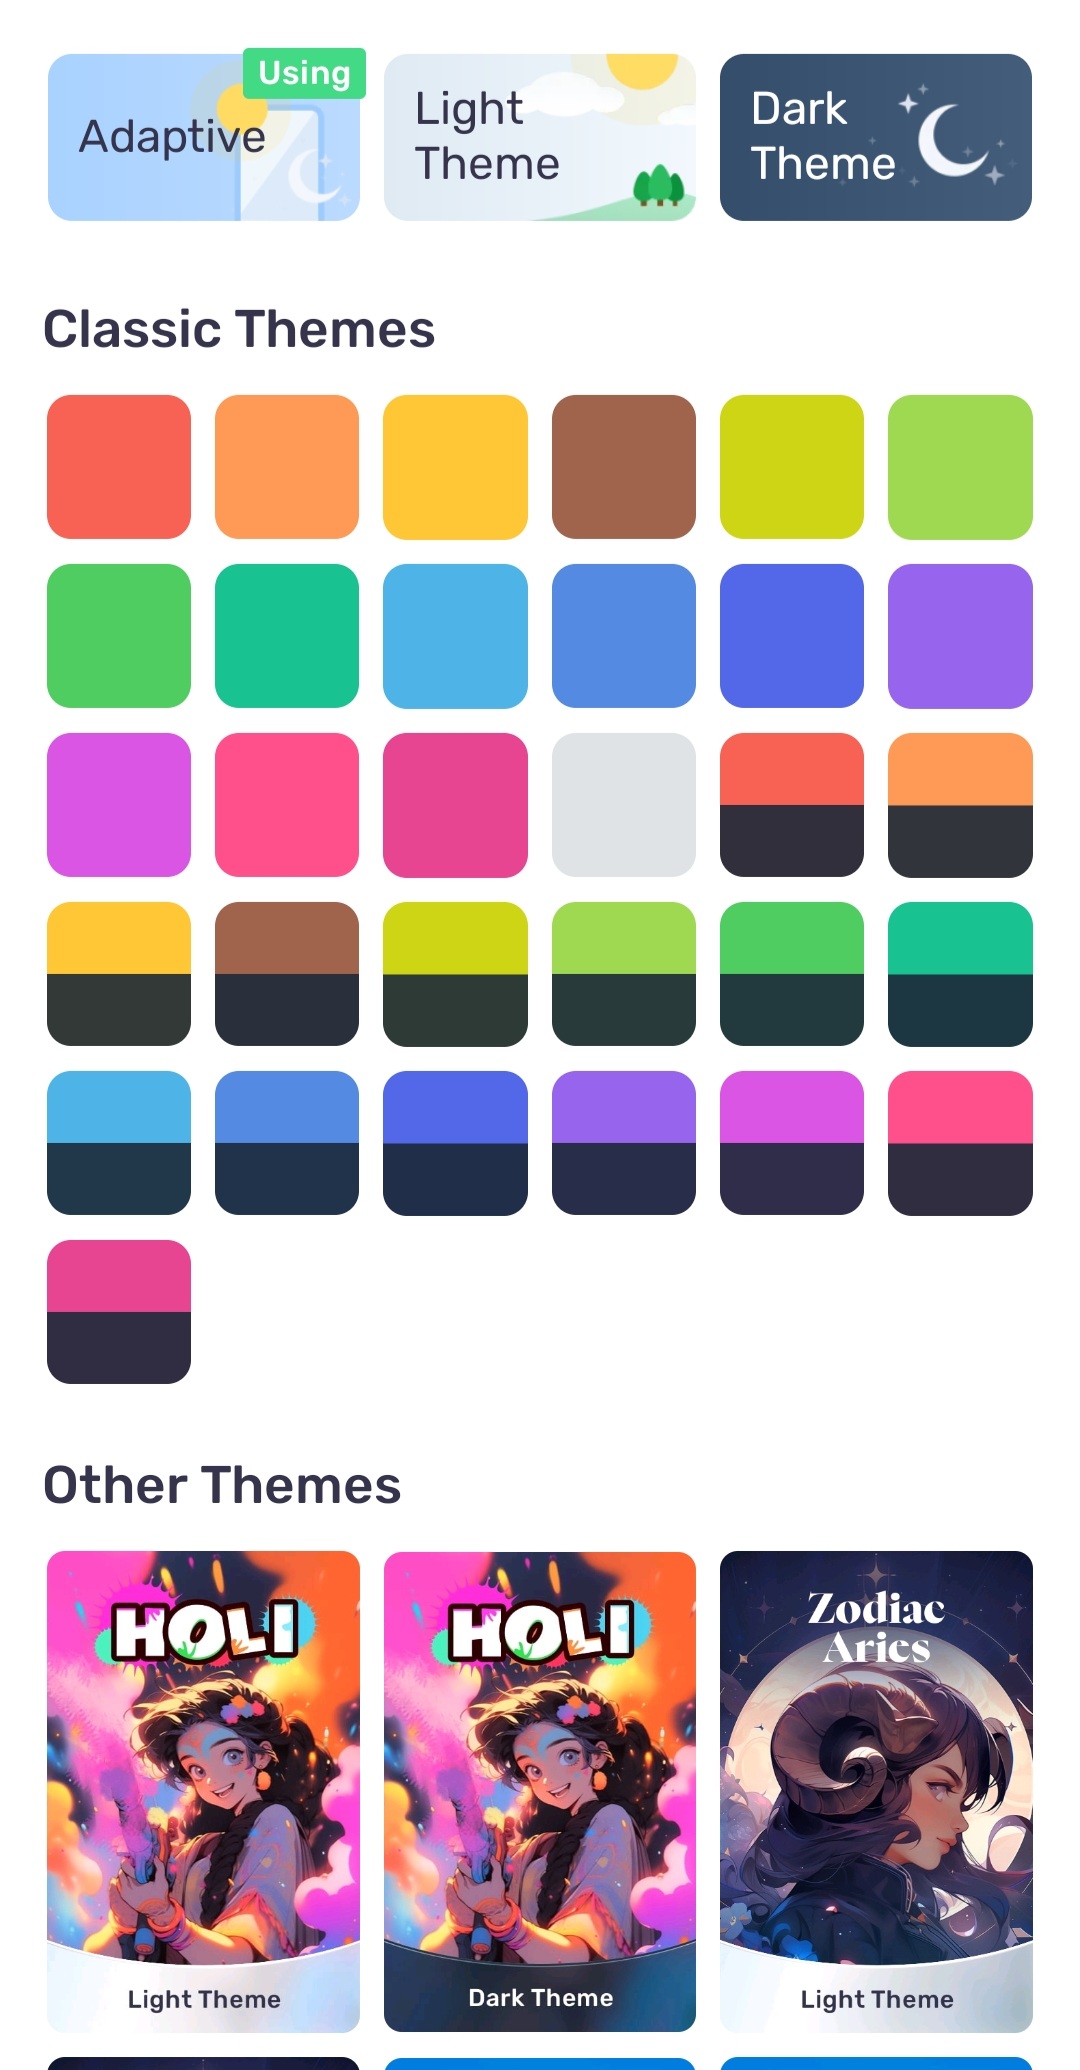 Using
Adaptive
Light
Theme
Dark
Theme
Classic Themes
Other Themes
HOLI
Light Theme
HOLI
Dark Theme
Zodiac
Aries
Light Theme